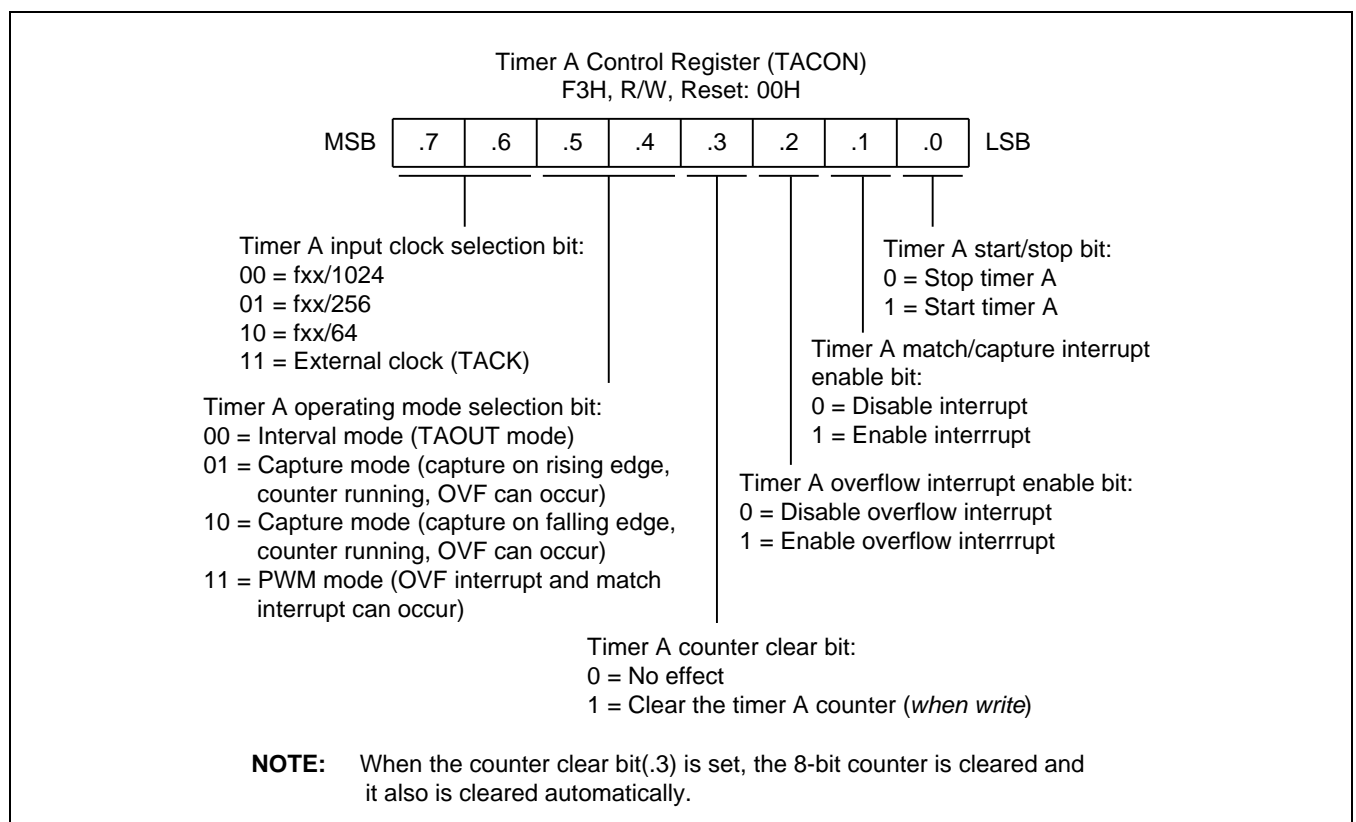 Timer A Control Register (TACON)
F3H, R/W, Reset: 00H
MSB .7 .6 .5 .4 .3 .2 .1 .0 LSB
Timer A input clock selection bit:
00 = fxx/1024
01 = fxx/256
10 = fxx/64
11 = External clock (TACK)
Timer A start/stop bit:
0 = Stop timer A
1 = Start timer A
Timer A match/capture interrupt
enable bit:
0 = Disable interrupt
1 = Enable interrrupt
Timer A operating mode selection bit:
00 = Interval mode (TAOUT mode)
01 = Capture mode (capture on rising edge,
counter running, OVF can occur)
10 = Capture mode (capture on falling edge,
counter running, OVF can occur)
11 = PWM mode (OVF interrupt and match
interrupt can occur)
Timer A overflow interrupt enable bit:
0 = Disable overflow interrupt
1 = Enable overflow interrrupt
Timer A counter clear bit:
0 = No effect
1 = Clear the timer A counter (when write)
NOTE: When the counter clear bit(.3) is set, the 8-bit counter is cleared and
it also is cleared automatically.